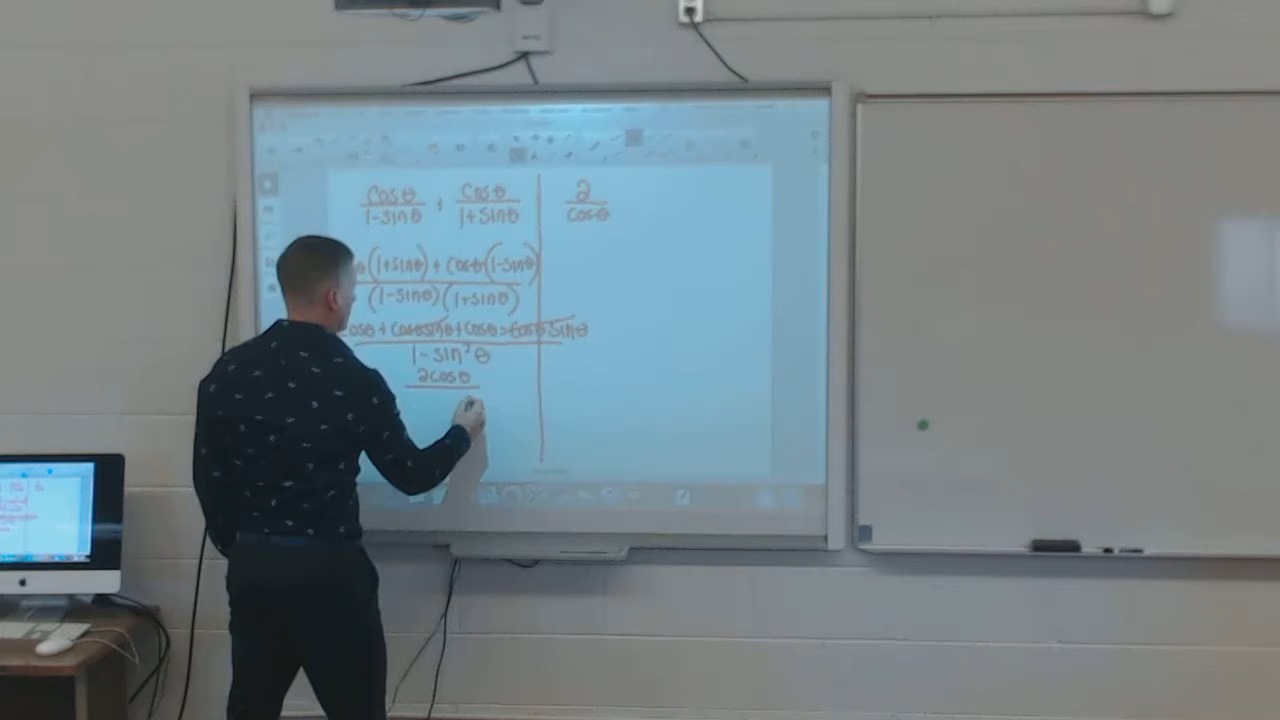 cosθ/1-sinθ + cosθ/1+sinθ | 2/cosθ
(1+sinθ) + cosθ(1-sinθ)
(1-sinθ)(1+sinθ)
cosθ + cosθsinθ + cosθ - cosθsinθ
1 - sin²θ
2cosθ